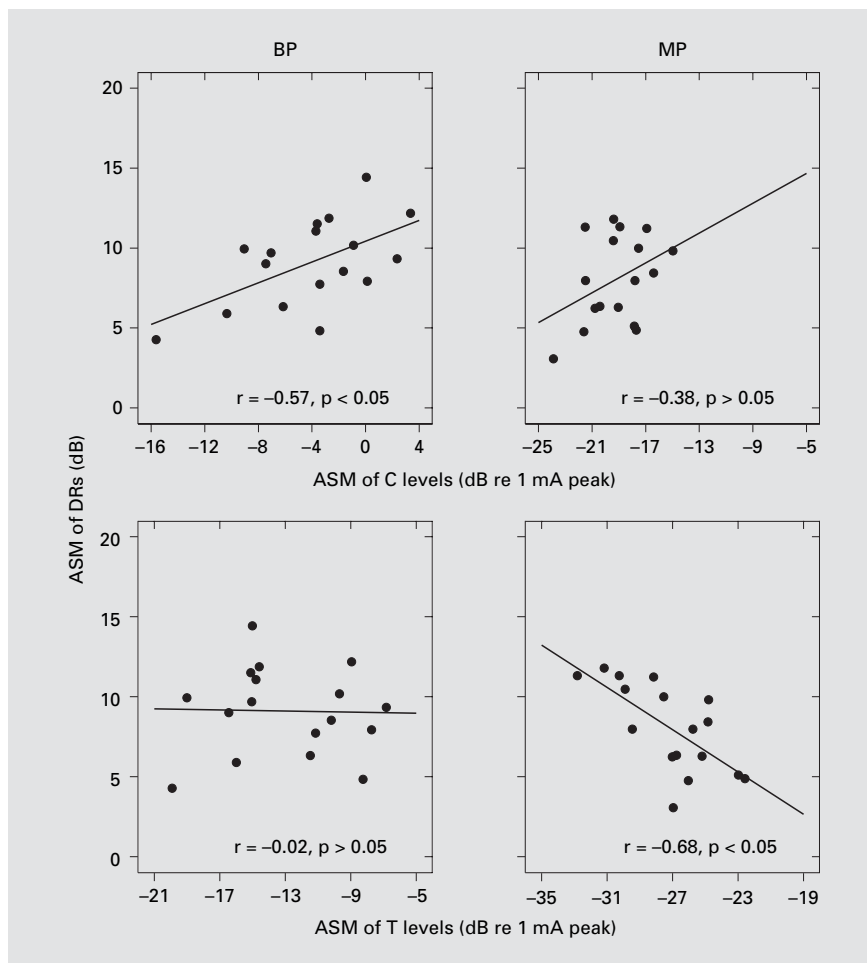 BP
MP
20
15
10
5
0
r = –0.57, p < 0.05
r = –0.38, p > 0.05
–16 –12 –8 –4 0 4
–25 –21 –17 –13 –9 –5
ASM of C levels (dB re 1 mA peak)
ASM of DRs (dB)
20
15
10
5
0
r = –0.02, p > 0.05
r = –0.68, p < 0.05
–21 –17 –13 –9 –5
–35 –31 –27 –23 –19
ASM of T levels (dB re 1 mA peak)